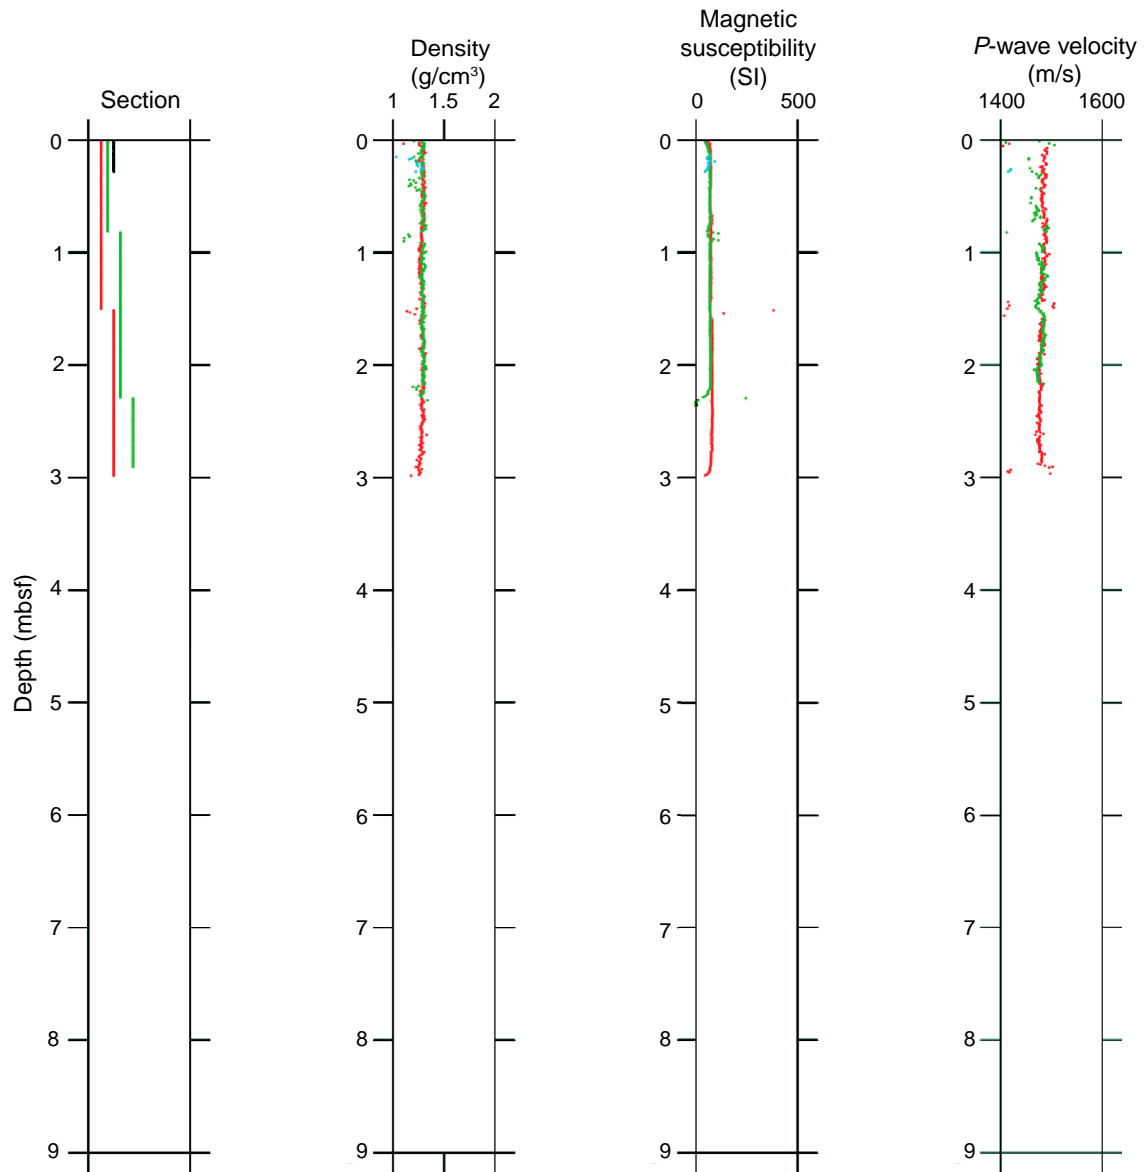 Magnetic
susceptibility
(SI)
Density
(g/cm³)
P-wave velocity
(m/s)
Section
1 1.5 2
0 500
1400 1600
0 0 0 0
1 1 1 1
2 2 2 2
3 3 3 3
4 4 4 4
Depth (mbsf)
5 5 5 5
6 6 6 6
7 7 7 7
8 8 8 8
9 9 9 9